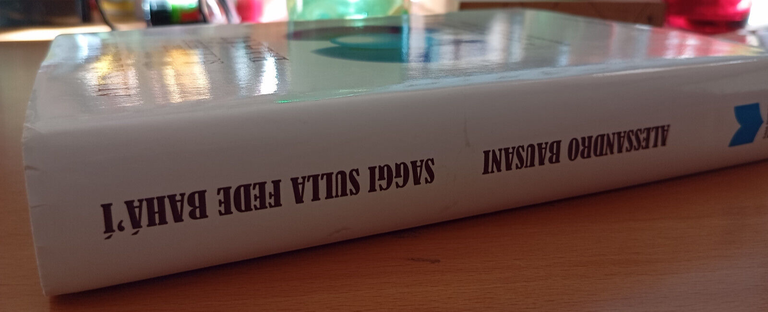 ALESSANDRO BAUSANI
SAGGI SULLA FEDE BAHÁ'Í